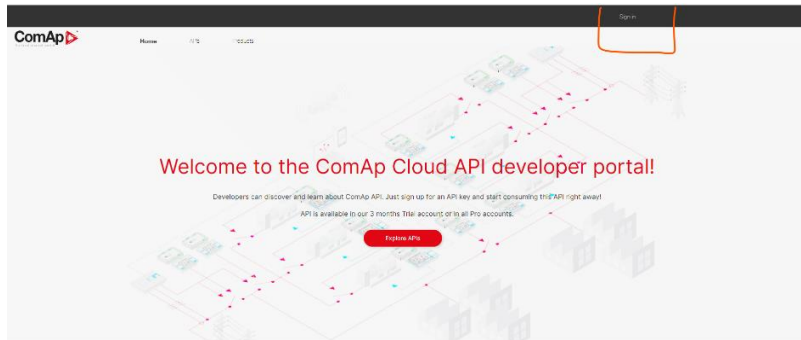 Sign in
ComAp
Home
APIs
Welcome to the ComAp Cloud API developer portal!
Developers can discover and learn about ComAp API. Just sign up for an API key and start consuming this API right away!
API is available in our 3 months Trial account or in all Pro accounts.
Explore APIs